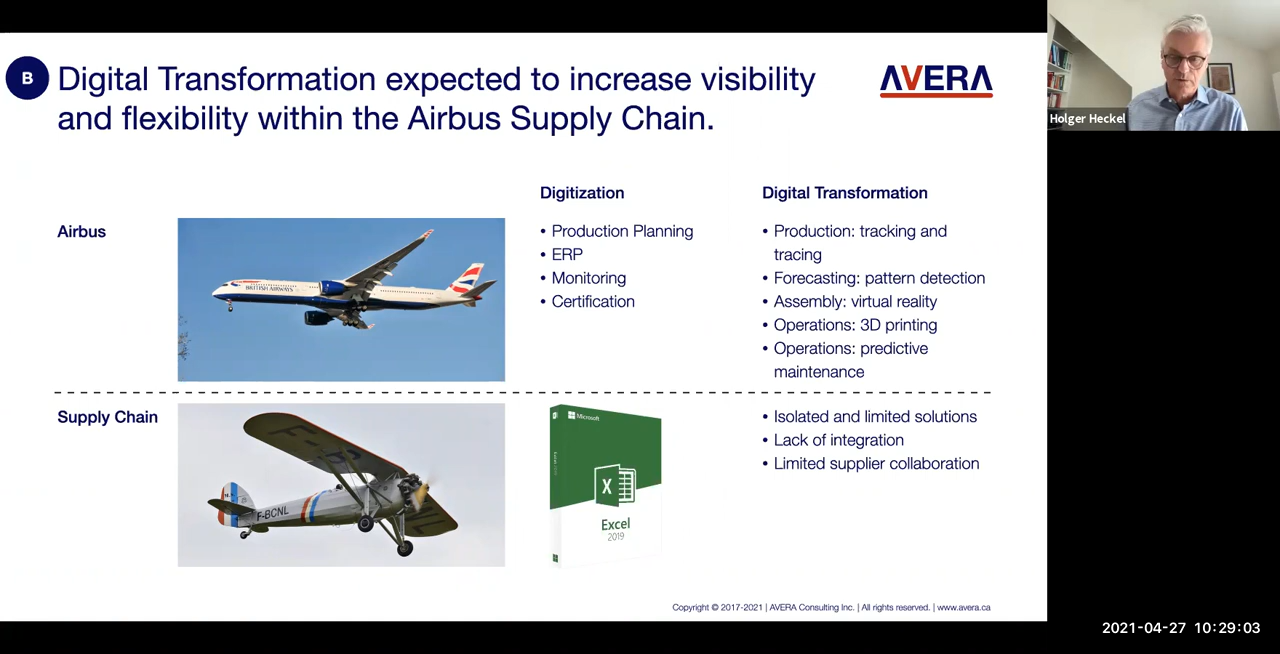 B
Digital Transformation expected to increase visibility
and flexibility within the Airbus Supply Chain.
AVERA
Holger Heckel
Digitization
Digital Transformation
Airbus
BRITISH AIRWAYS
• Production Planning
• ERP
• Monitoring
• Certification
• Production: tracking and
tracing
• Forecasting: pattern detection
• Assembly: virtual reality
• Operations: 3D printing
• Operations: predictive
maintenance
Supply Chain
F-BCNL
Microsoft
X
Excel
2019
• Isolated and limited solutions
• Lack of integration
• Limited supplier collaboration
Copyright © 2017-2021 | AVERA Consulting Inc. | All rights reserved. | www.avera.ca
2021-04-27 10:29:03